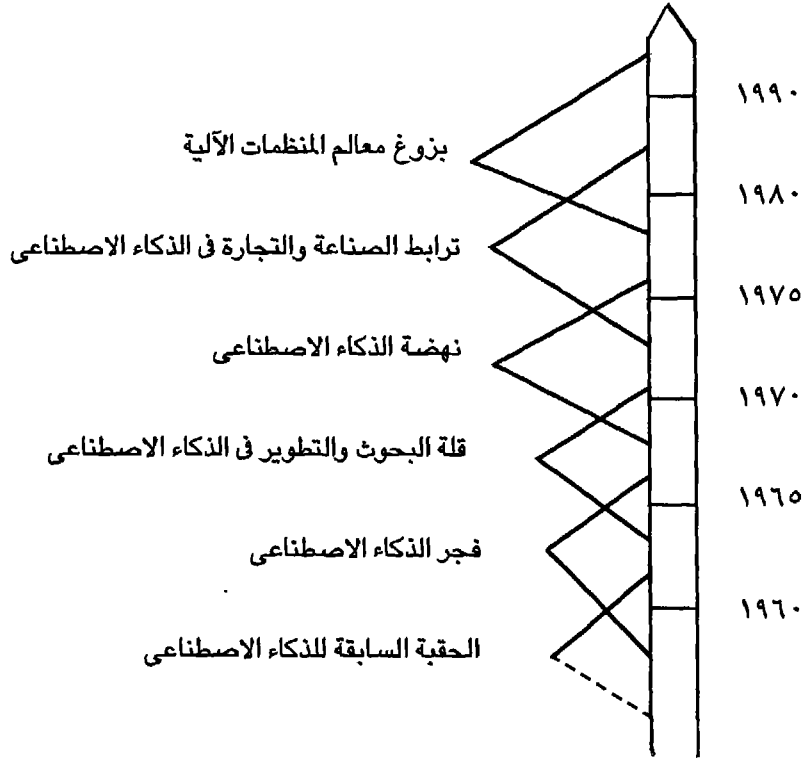 ١٩٩٠
بزوغ معالم المنظمات الآلية
١٩٨٠
ترابط الصناعة والتجارة فى الذكاء الاصطناعى
١٩٧٥
نهضة الذكاء الاصطناعى
١٩٧٠
قلة البحوث والتطوير فى الذكاء الاصطناعى
١٩٦٥
فجر الذكاء الاصطناعى
١٩٦٠
الحقبة السابقة للذكاء الاصطناعى